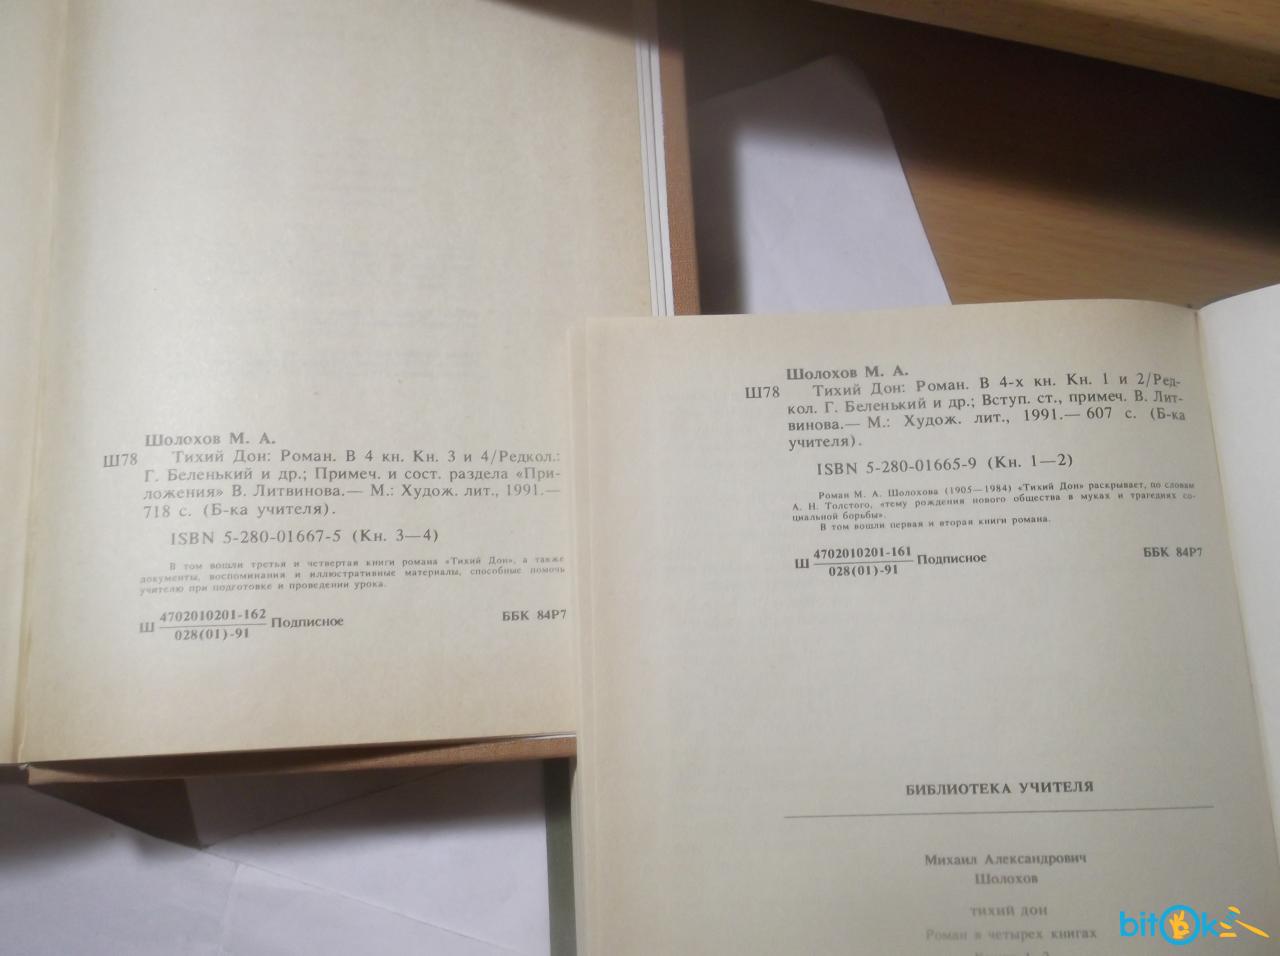 Шолохов М. А.
Ш78 Тихий Дон: Роман. В 4 кн. Кн. 3 и 4/Редкол.:
Г. Беленький и др.; Примеч. и сост. раздела «При-
ложения» В. Литвинова.— М.: Худож. лит., 1991.—
718 с. (Б-ка учителя).
ISBN 5-280-01667-5 (Кн. 3—4)
В том вошли третья и четвертая книги романа «Тихий Дон», а также
документы, воспоминания и иллюстративные материалы, способные помочь
учителю при подготовке и проведении урока.
Ш 4702010201-162 Подписное ББК 84Р7
028(01)-91
Шолохов М. А.
Ш78 Тихий Дон: Роман. В 4-х кн. Кн. 1 и 2/Ред-
кол. Г. Беленький и др.; Вступ. ст., примеч. В. Лит-
винова.— М.: Худож. лит., 1991.— 607 с. (Б-ка
учителя).
ISBN 5-280-01665-9 (Кн. 1—2)
Роман М. А. Шолохова (1905—1984) «Тихий Дон» раскрывает, по словам
А. Н. Толстого, «тему рождения нового общества в муках и трагедиях со-
циальной борьбы».
В том вошли первая и вторая книги романа.
Ш 4702010201-161 Подписное ББК 84Р7
028(01)-91
БИБЛИОТЕКА УЧИТЕЛЯ
Михаил Александрович
Шолохов
ТИХИЙ ДОН
Роман в четырех книгах
bitOk